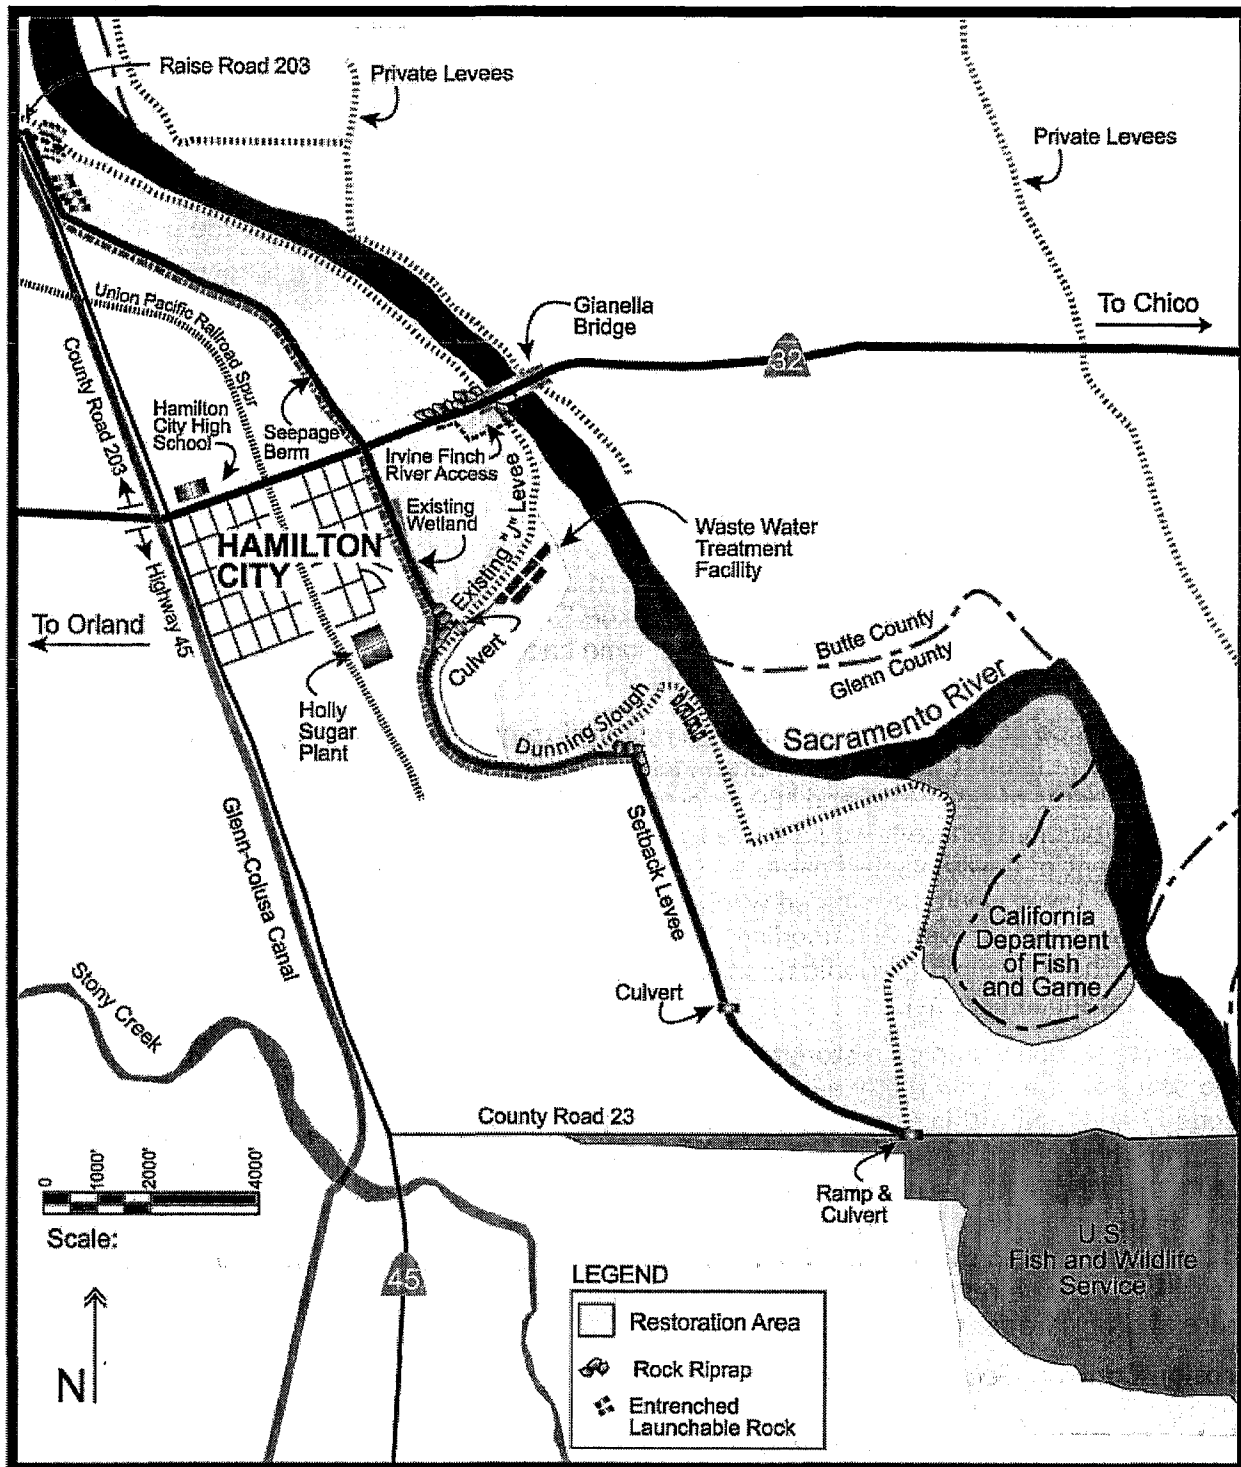 Raise Road 203
Private Levees
Private Levees
To Chico
Gianella
Bridge
32
Union Pacific Railroad Spur
County Road 203
Hamilton
City High
School
Seepage
Berm
Irvine Finch
River Access
Existing
Wetland
Existing "J" Levee
Waste Water
Treatment
Facility
HAMILTON
CITY
Highway 45
To Orland
Culvert
Butte County
Glenn County
Holly
Sugar
Plant
Dunning Slough
Sacramento River
Setback Levee
Glenn-Colusa Canal
California
Department
of Fish
and Game
Stony Creek
Culvert
County Road 23
Ramp &
Culvert
0
1000'
2000'
4000'
Scale:
U.S.
Fish and Wildlife
Service
45
N
LEGEND
Restoration Area
Rock Riprap
Entrenched
Launchable Rock